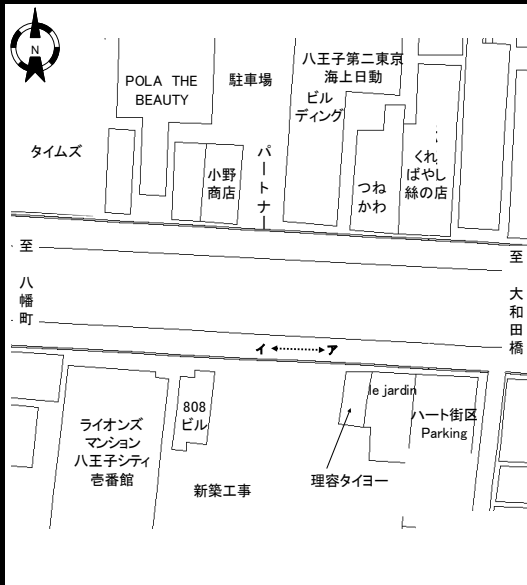 N
POLA THE
BEAUTY
駐車場
八王子第二東京
海上日動
ビル
ディング
タイムズ
小野
商店
パートナー
つね
かわ
くれ
ばやし
絲の店
至
八幡町
至
大和田橋
イ
ア
808
ビル
le jardin
ハート街区
Parking
ライオンズ
マンション
八王子シティ
壱番館
新築工事
理容タイヨー